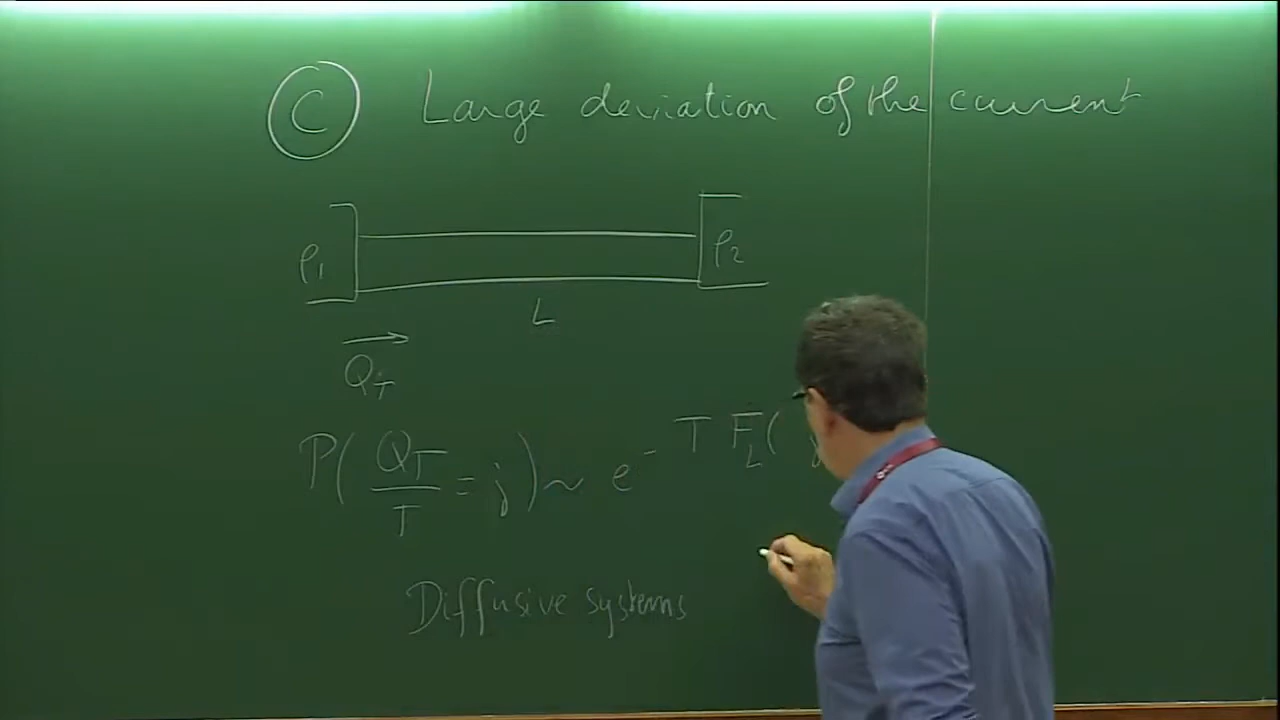 C Large deviation of the current
ρ1 ρ2
L
Q_T
P( Q_T / T = j ) ~ e^{- T F_L( j
Diffusive systems